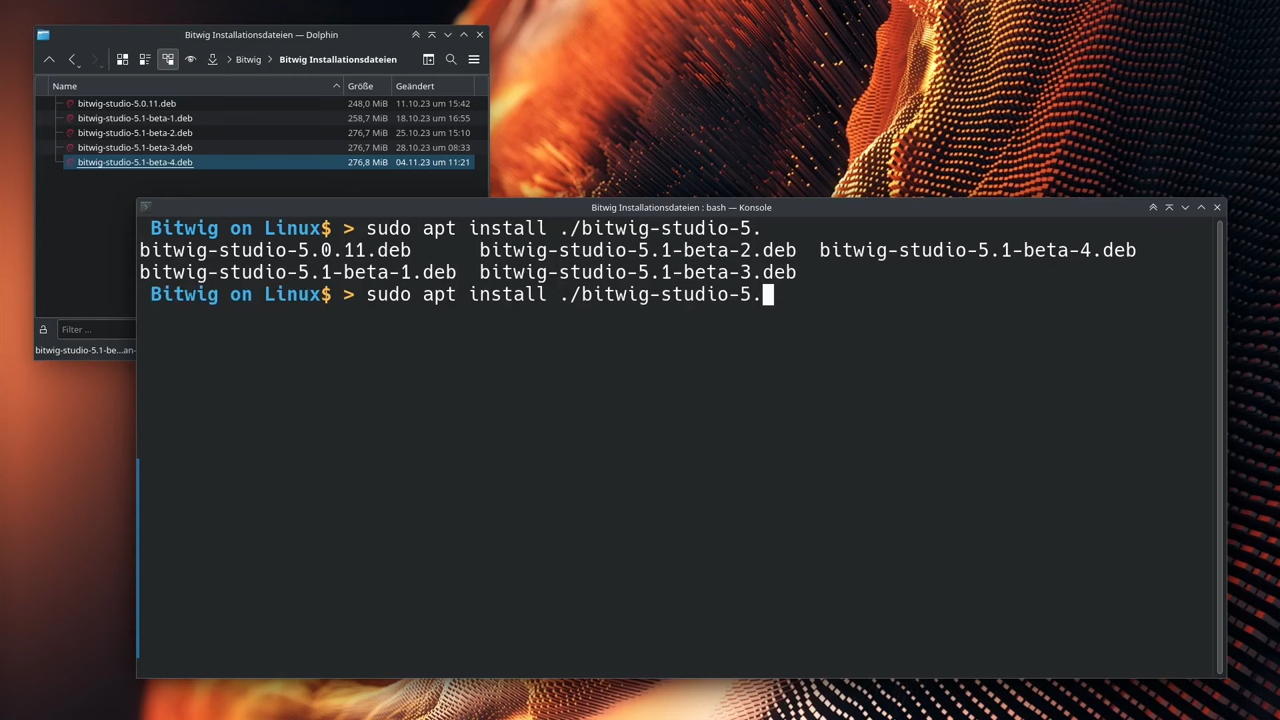 Bitwig Installationsdateien — Dolphin
Bitwig > Bitwig Installationsdateien
Name Größe Geändert
bitwig-studio-5.0.11.deb 248,0 MiB 11.10.23 um 15:42
bitwig-studio-5.1-beta-1.deb 258,7 MiB 18.10.23 um 16:55
bitwig-studio-5.1-beta-2.deb 276,7 MiB 25.10.23 um 15:10
bitwig-studio-5.1-beta-3.deb 276,7 MiB 28.10.23 um 08:33
bitwig-studio-5.1-beta-4.deb 276,8 MiB 04.11.23 um 11:21
Filter ...
bitwig-studio-5.1-be...an-
Bitwig Installationsdateien : bash — Konsole
Bitwig on Linux$ > sudo apt install ./bitwig-studio-5.
bitwig-studio-5.0.11.deb bitwig-studio-5.1-beta-2.deb bitwig-studio-5.1-beta-4.deb
bitwig-studio-5.1-beta-1.deb bitwig-studio-5.1-beta-3.deb
Bitwig on Linux$ > sudo apt install ./bitwig-studio-5.